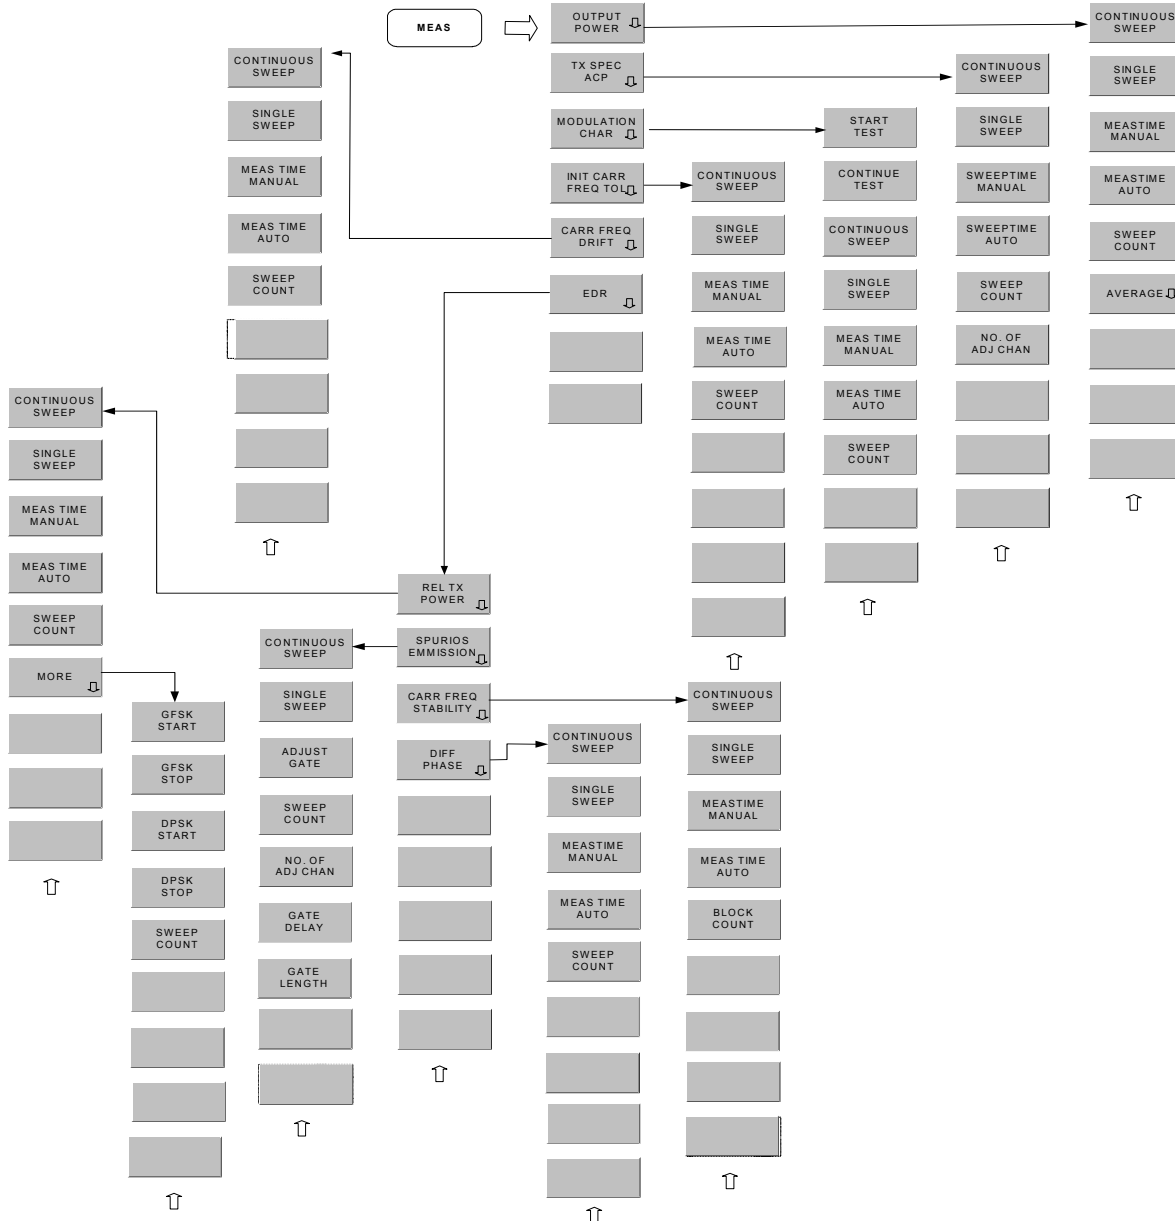 MEAS
OUTPUT
POWER
TX SPEC
ACP
MODULATION
CHAR
INIT CARR
FREQ TOL
CARR FREQ
DRIFT
EDR
CONTINUOUS
SWEEP
SINGLE
SWEEP
MEASTIME
MANUAL
MEASTIME
AUTO
SWEEP
COUNT
AVERAGE
CONTINUOUS
SWEEP
SINGLE
SWEEP
SWEEPTIME
MANUAL
SWEEPTIME
AUTO
SWEEP
COUNT
NO. OF
ADJ CHAN
START
TEST
CONTINUE
TEST
CONTINUOUS
SWEEP
SINGLE
SWEEP
MEAS TIME
MANUAL
MEAS TIME
AUTO
SWEEP
COUNT
CONTINUOUS
SWEEP
SINGLE
SWEEP
MEAS TIME
MANUAL
MEAS TIME
AUTO
SWEEP
COUNT
CONTINUOUS
SWEEP
SINGLE
SWEEP
MEAS TIME
MANUAL
MEAS TIME
AUTO
SWEEP
COUNT
REL TX
POWER
SPURIOS
EMMISSION
CARR FREQ
STABILITY
DIFF
PHASE
CONTINUOUS
SWEEP
SINGLE
SWEEP
MEAS TIME
MANUAL
MEAS TIME
AUTO
SWEEP
COUNT
MORE
GFSK
START
GFSK
STOP
DPSK
START
DPSK
STOP
SWEEP
COUNT
CONTINUOUS
SWEEP
SINGLE
SWEEP
ADJUST
GATE
SWEEP
COUNT
NO. OF
ADJ CHAN
GATE
DELAY
GATE
LENGTH
CONTINUOUS
SWEEP
SINGLE
SWEEP
MEASTIME
MANUAL
MEAS TIME
AUTO
BLOCK
COUNT
CONTINUOUS
SWEEP
SINGLE
SWEEP
MEASTIME
MANUAL
MEAS TIME
AUTO
SWEEP
COUNT